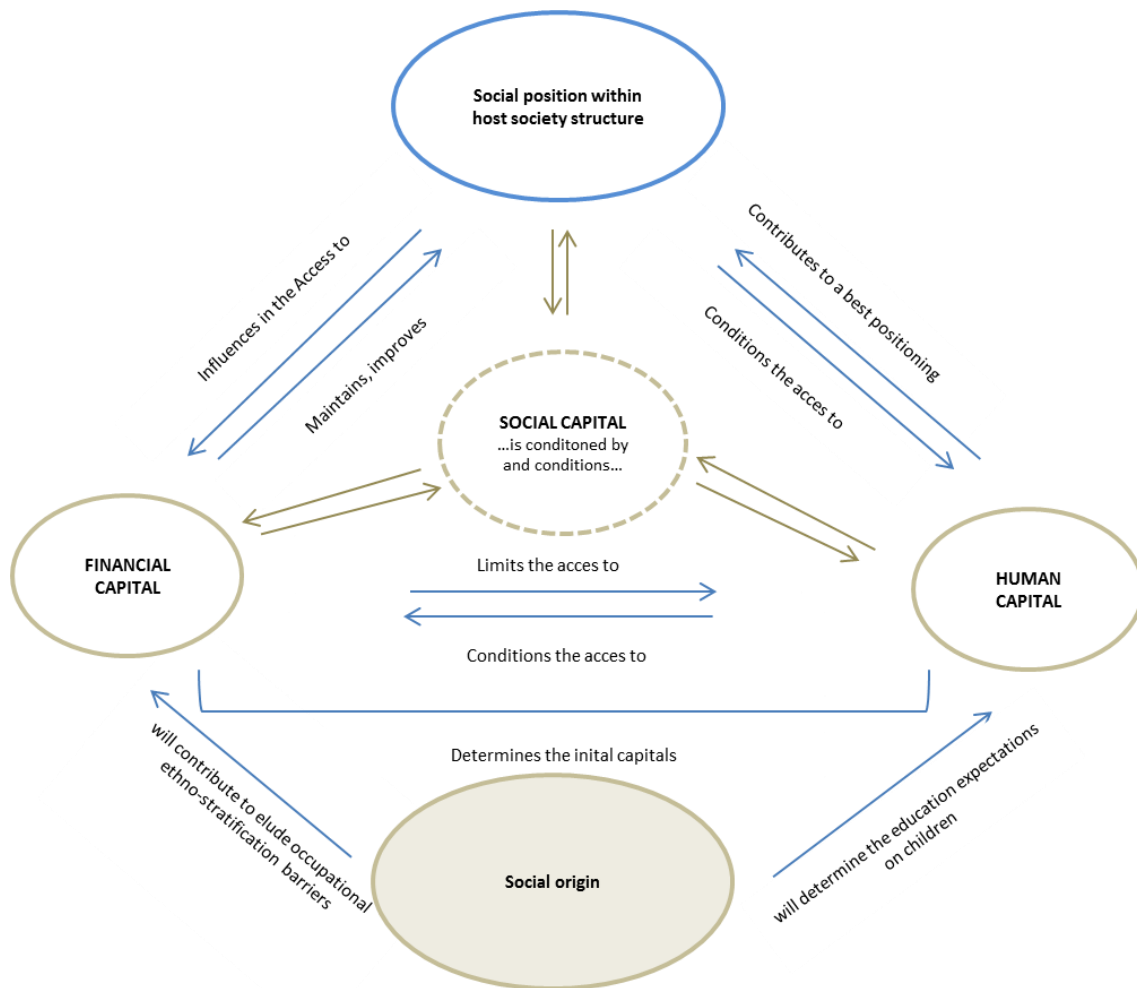 Social position within
host society structure
Influences in the Access to
Maintains, improves
Contributes to a best positioning
Conditions the acces to
SOCIAL CAPITAL
...is conditoned by
and conditions...
FINANCIAL
CAPITAL
Limits the acces to
HUMAN
CAPITAL
Conditions the acces to
Determines the inital capitals
will contribute to elude occupational
ethno-stratification barriers
Social origin
will determine the education expectations
on children